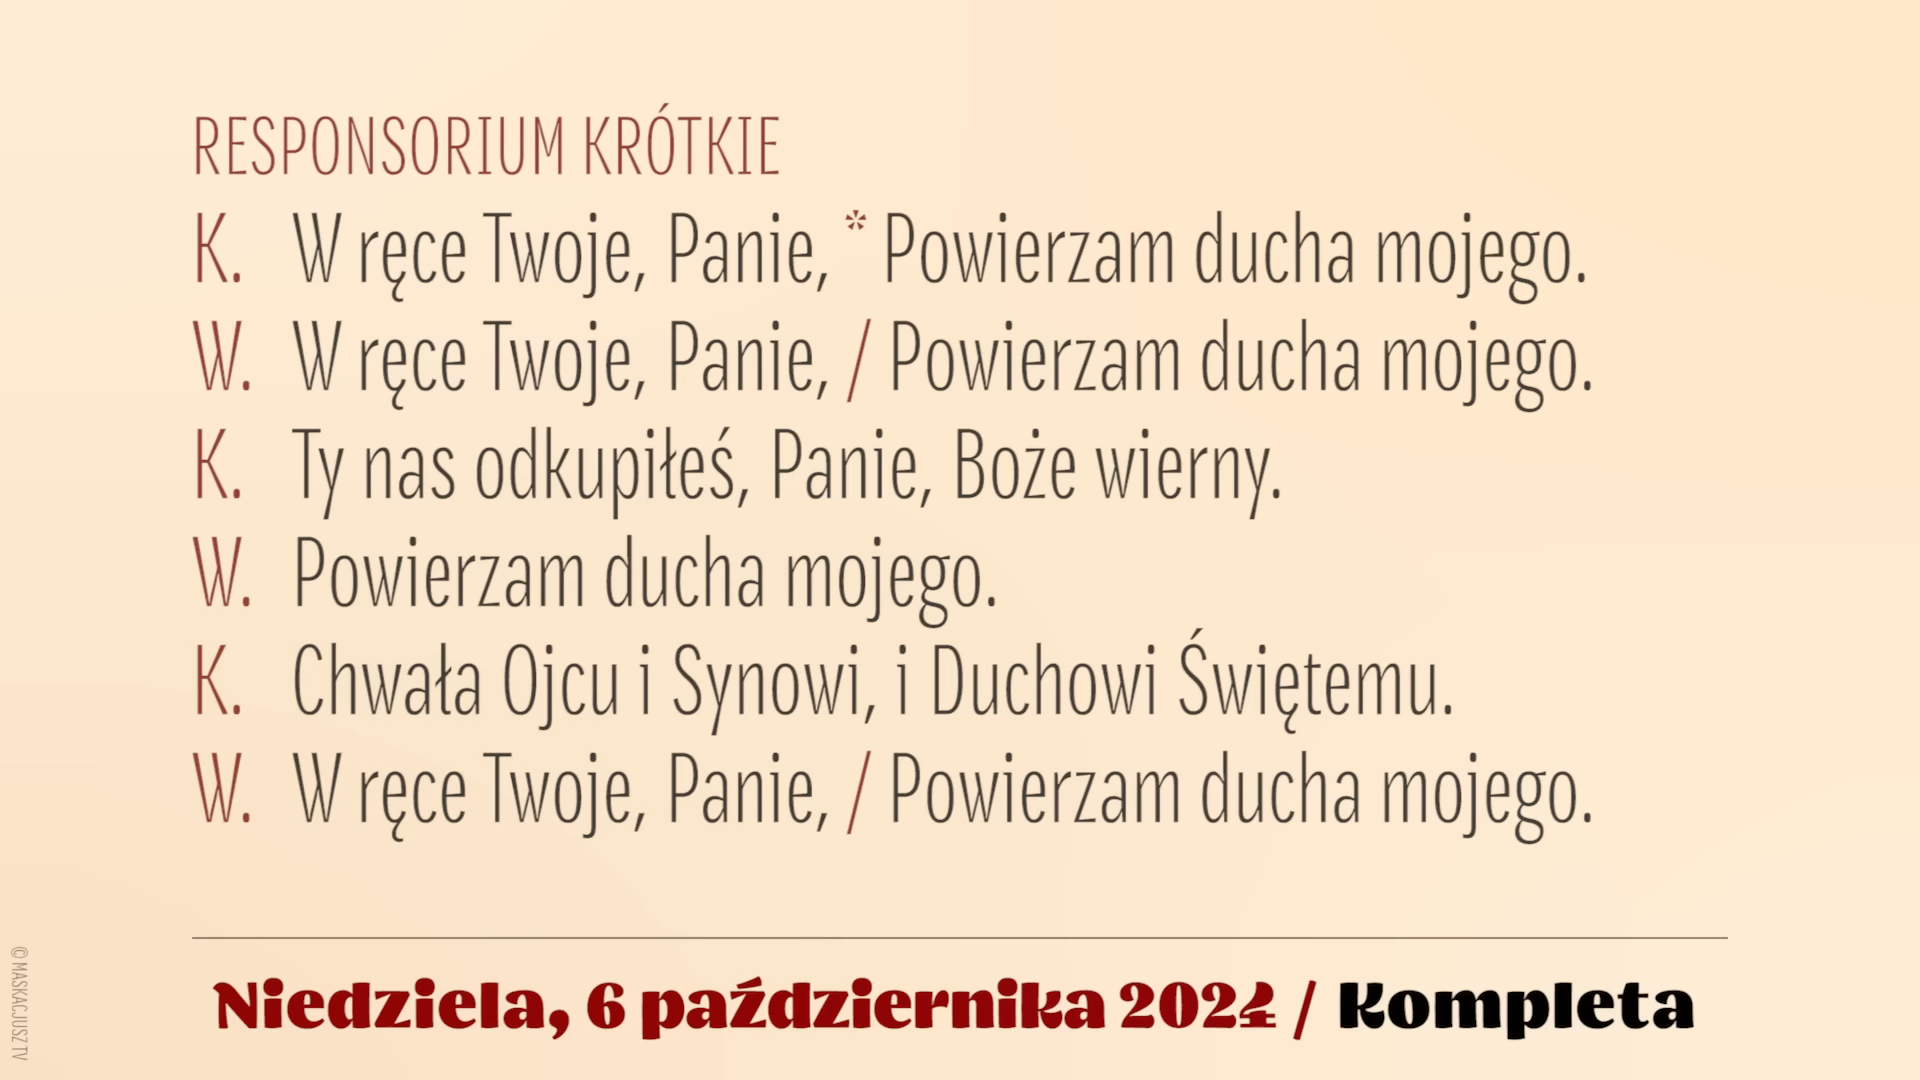 RESPONSORIUM KRÓTKIE
K. W ręce Twoje, Panie, * Powierzam ducha mojego.
W. W ręce Twoje, Panie, / Powierzam ducha mojego.
K. Ty nas odkupiłeś, Panie, Boże wierny.
W. Powierzam ducha mojego.
K. Chwała Ojcu i Synowi, i Duchowi Świętemu.
W. W ręce Twoje, Panie, / Powierzam ducha mojego.
Niedziela, 6 października 2024 / Kompleta
© MASKACJUSZ TV